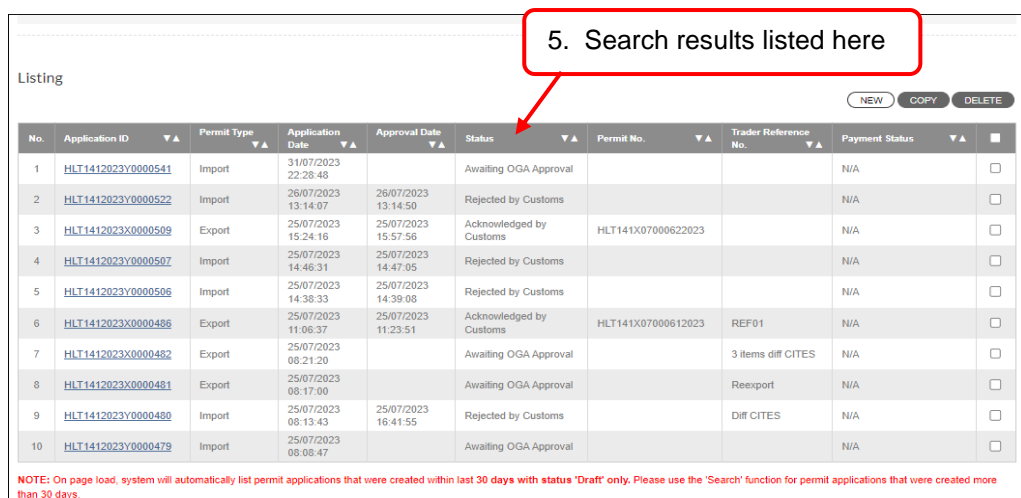 5. Search results listed here
Listing
NEW COPY DELETE
No. Application ID ▼▲ Permit Type ▼▲ Application Date ▼▲ Approval Date ▼▲ Status ▼▲ Permit No. ▼▲ Trader Reference No. ▼▲ Payment Status ▼▲
1 HLT1412023Y0000541 Import 31/07/2023 22:28:48 Awaiting OGA Approval N/A
2 HLT1412023Y0000522 Import 26/07/2023 13:14:07 26/07/2023 13:14:50 Rejected by Customs N/A
3 HLT1412023X0000509 Export 25/07/2023 15:24:16 25/07/2023 15:57:56 Acknowledged by Customs HLT141X07000622023 N/A
4 HLT1412023Y0000507 Import 25/07/2023 14:46:31 25/07/2023 14:47:05 Rejected by Customs N/A
5 HLT1412023Y0000506 Import 25/07/2023 14:38:33 25/07/2023 14:39:08 Rejected by Customs N/A
6 HLT1412023X0000486 Export 25/07/2023 11:06:37 25/07/2023 11:23:51 Acknowledged by Customs HLT141X07000612023 REF01 N/A
7 HLT1412023X0000482 Export 25/07/2023 08:21:20 Awaiting OGA Approval 3 items diff CITES N/A
8 HLT1412023X0000481 Export 25/07/2023 08:17:00 Awaiting OGA Approval Reexport N/A
9 HLT1412023Y0000480 Import 25/07/2023 08:13:43 25/07/2023 16:41:55 Rejected by Customs Diff CITES N/A
10 HLT1412023Y0000479 Import 25/07/2023 08:08:47 Awaiting OGA Approval N/A
NOTE: On page load, system will automatically list permit applications that were created within last 30 days with status 'Draft' only. Please use the 'Search' function for permit applications that were created more
than 30 days.